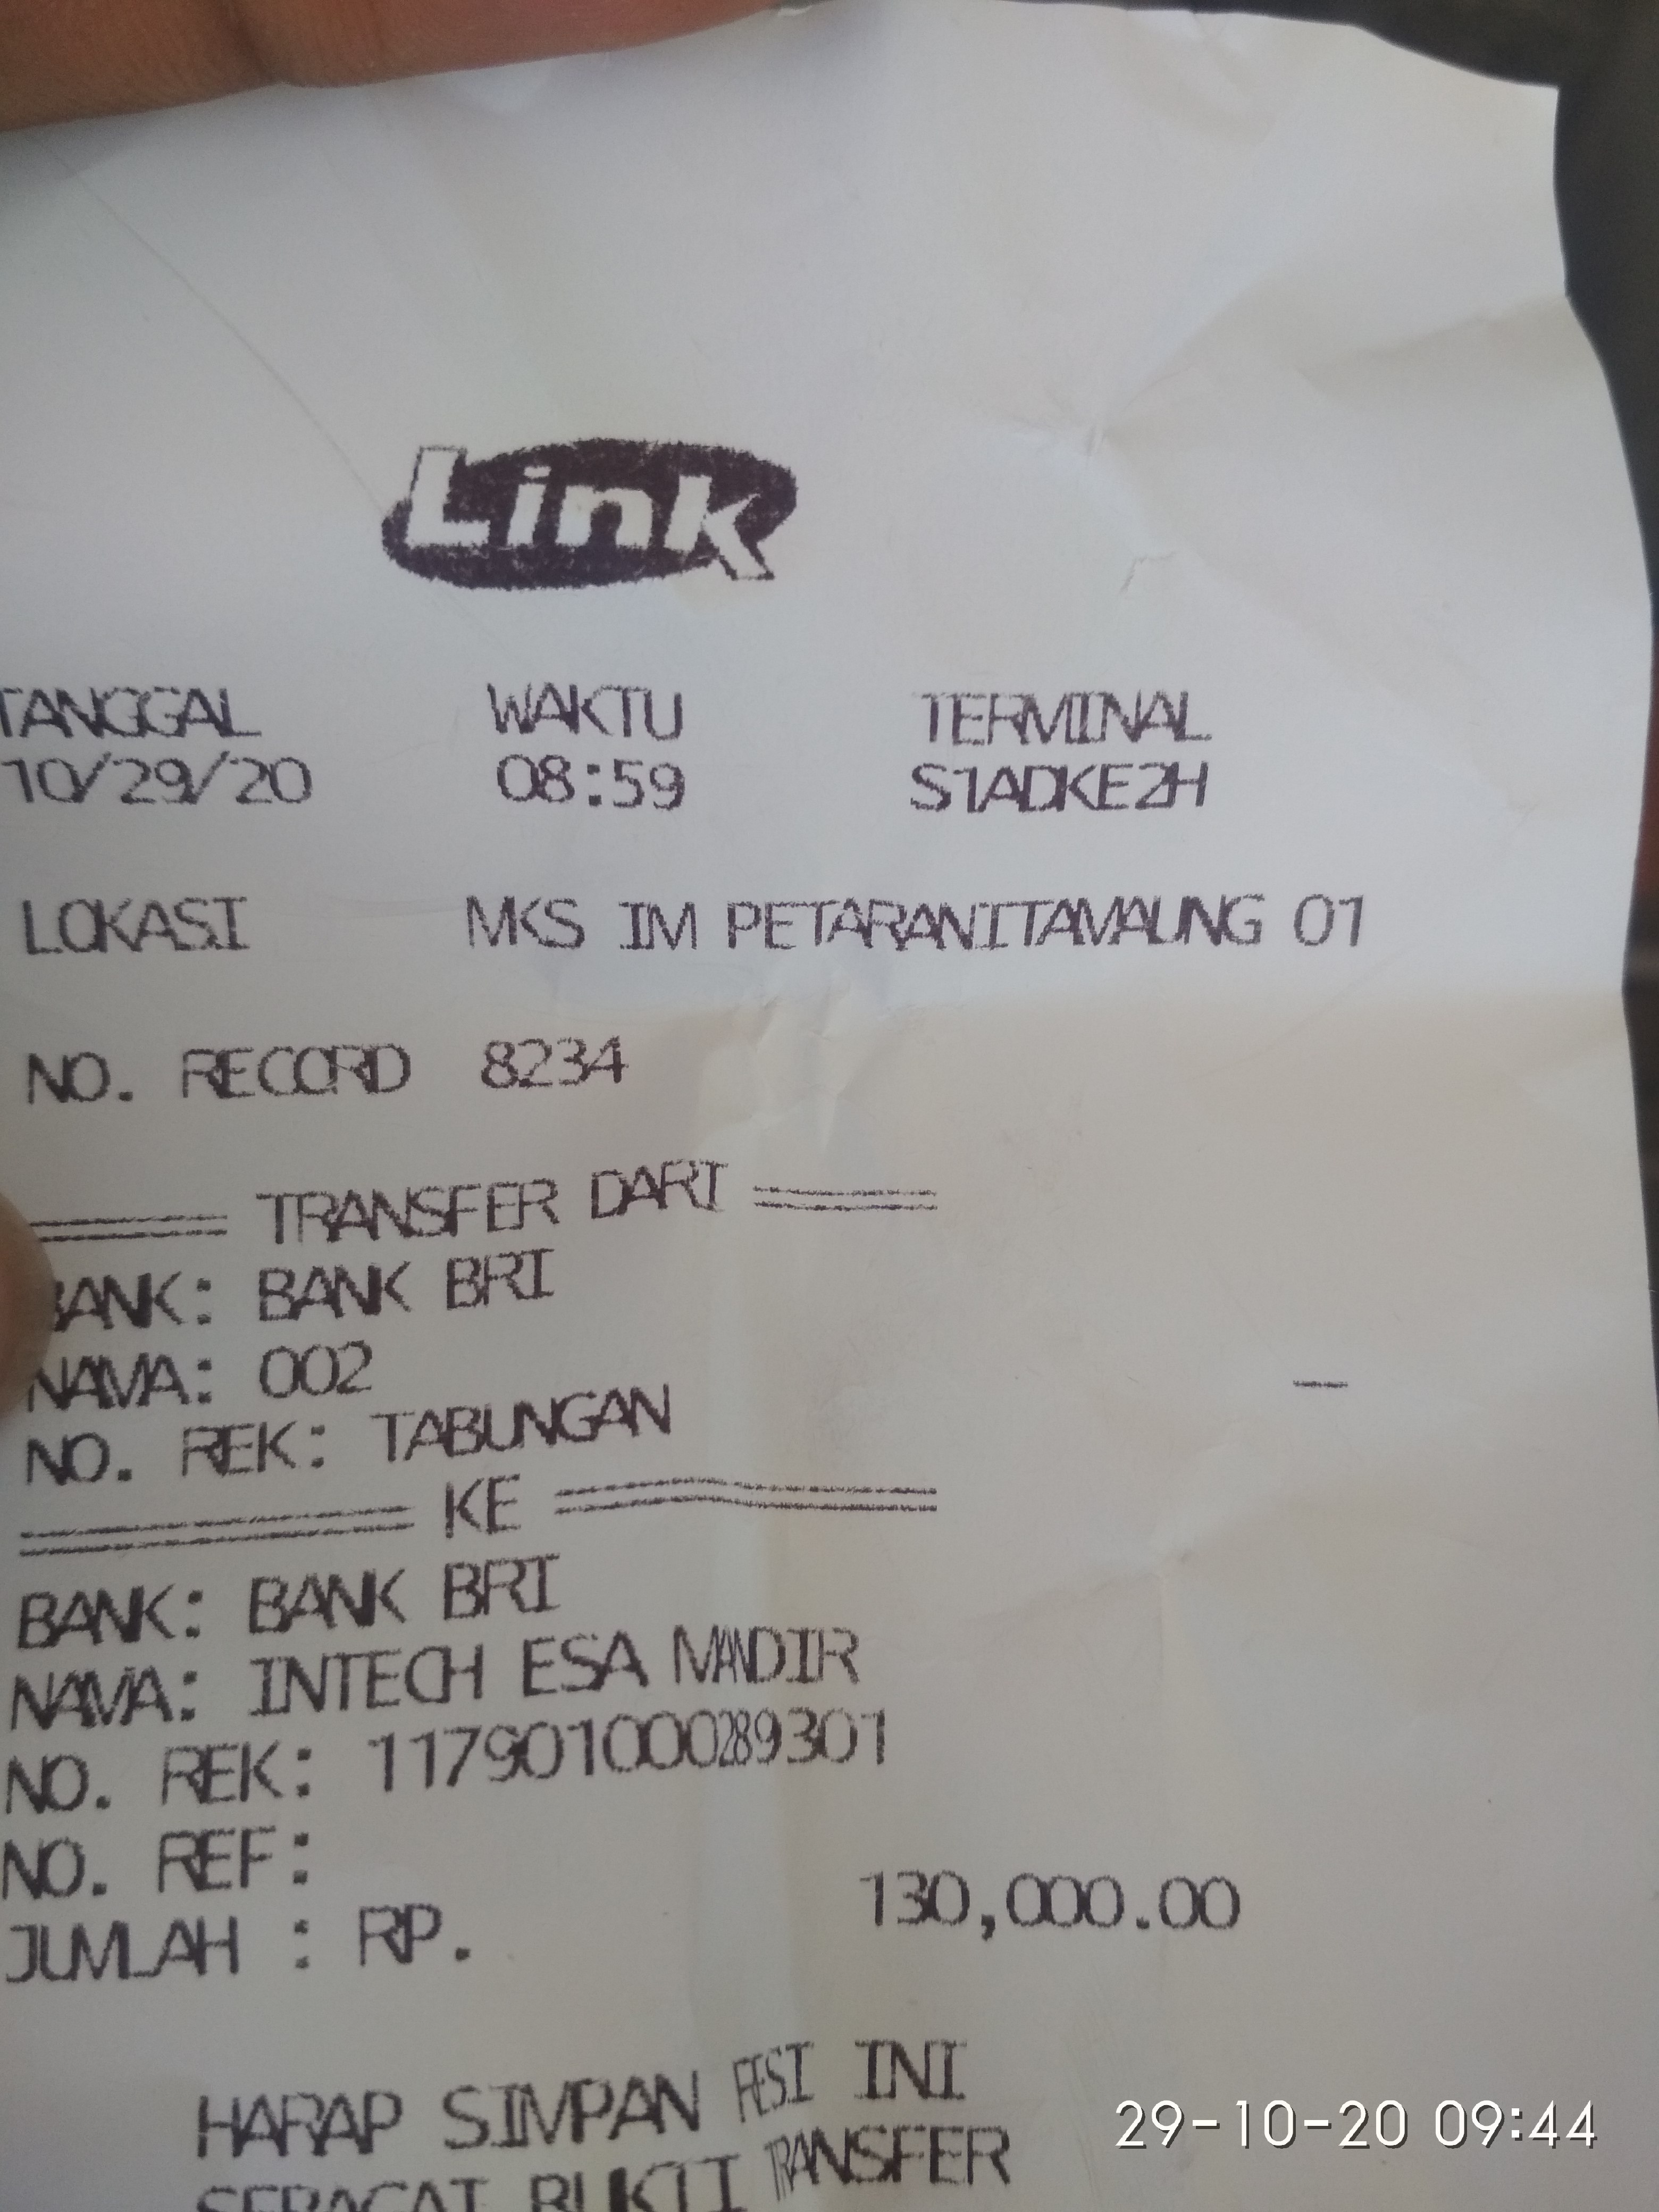 Link
TANGGAL WAKTU TERMINAL
10/29/20 08:59 S1ADKE2H
LOKASI MKS IM PETARANITAMAUNG 01
NO. RECORD 8234
TRANSFER DARI
BANK: BANK BRI
NAMA: 002
NO. REK: TABUNGAN
KE
BANK: BANK BRI
NAMA: INTECH ESA MANDIR
NO. REK: 117901000289301
NO. REF:
JUMLAH : RP. 130,000.00
HARAP SIMPAN RESI INI
SEBAGAI BUKTI TRANSFER
29-10-20 09:44